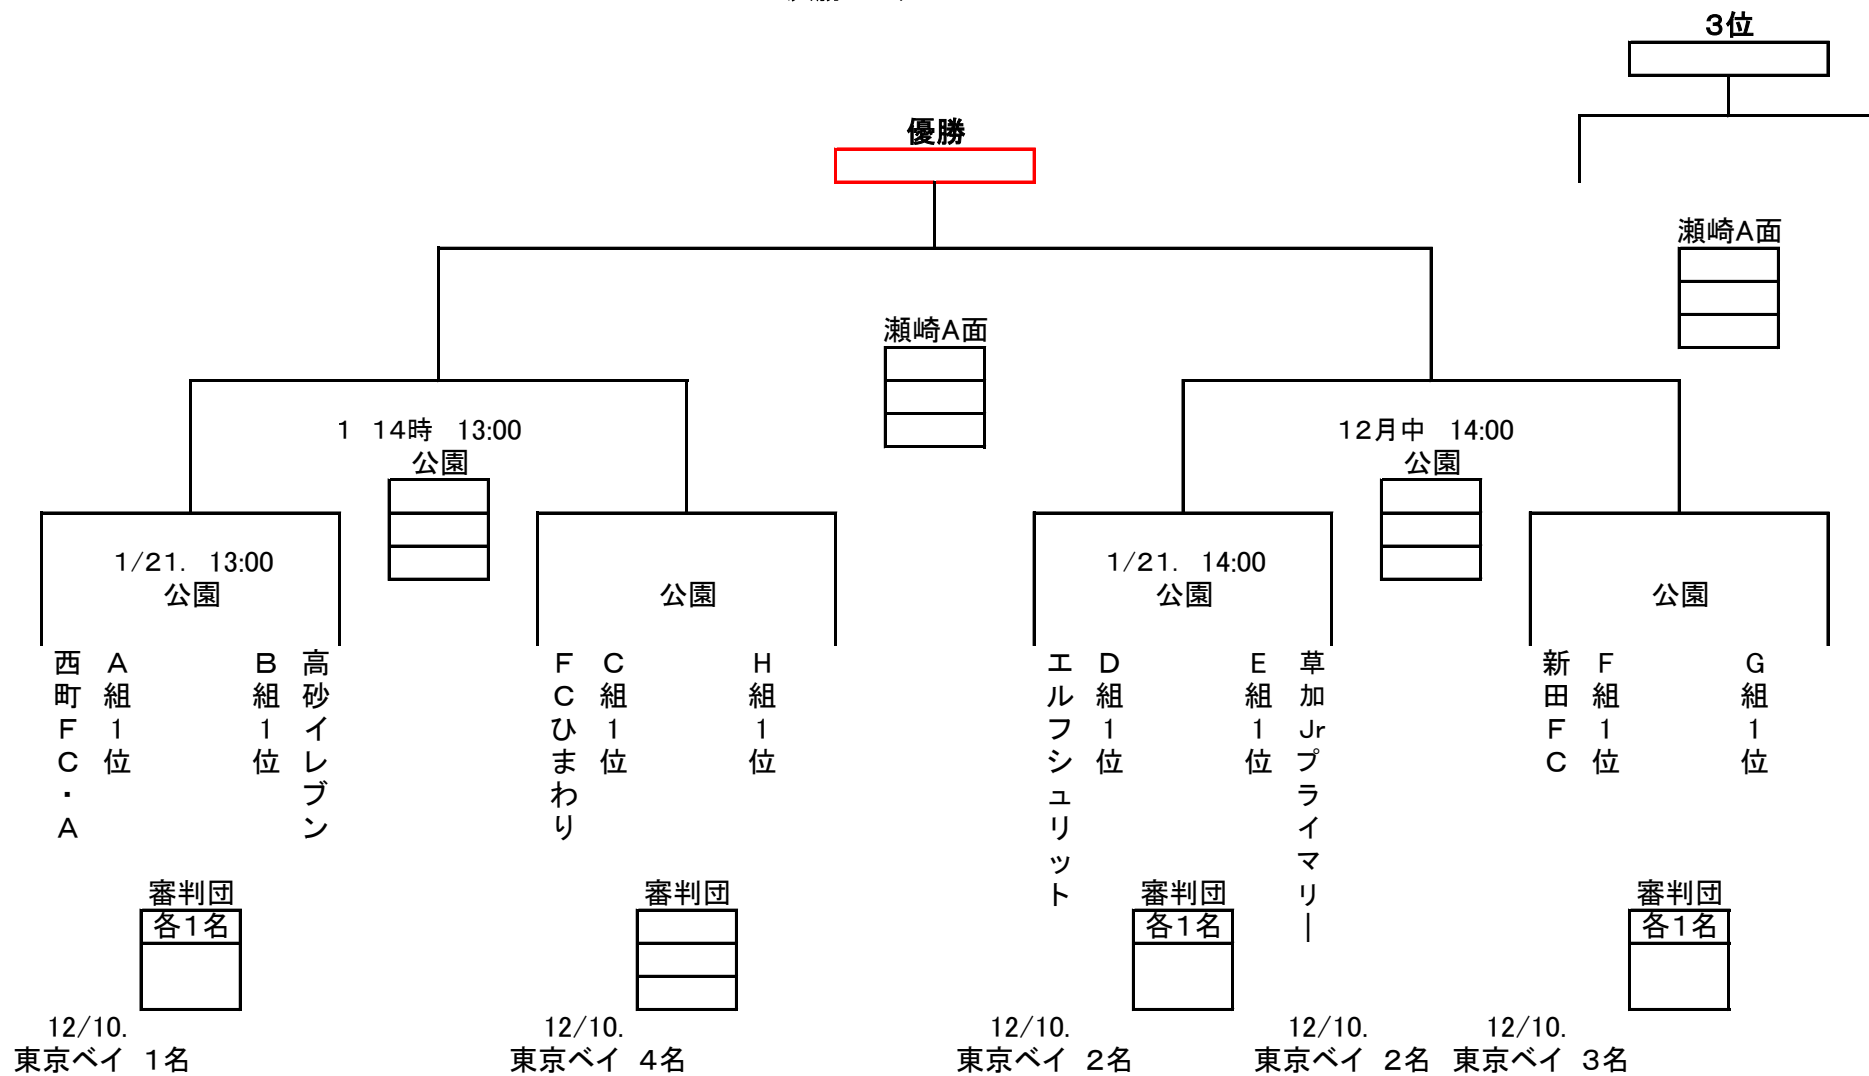 3位
優勝
瀬崎A面
瀬崎A面
1 14時 13:00
公園
12月中 14:00
公園
1/21. 13:00
公園
公園
1/21. 14:00
公園
公園
西町FC・A
A組1位
B組1位
高砂イレブン
FCひまわり
C組1位
H組1位
エルフシュリット
D組1位
E組1位
草加Jrプライマリー
新田FC
F組1位
G組1位
審判団
各1名
審判団
審判団
各1名
審判団
各1名
12/10.
東京ベイ 1名
12/10.
東京ベイ 4名
12/10.
東京ベイ 2名
12/10.
東京ベイ 2名
12/10.
東京ベイ 3名